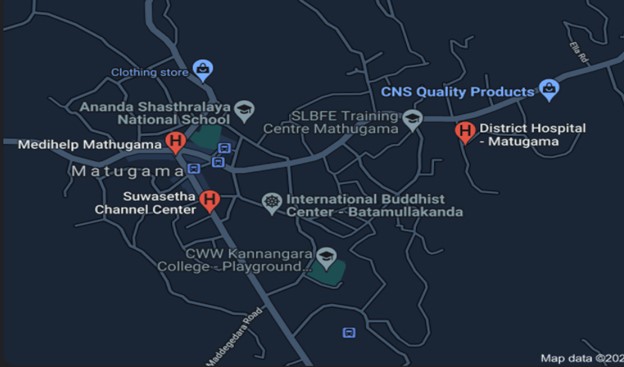 Ella Rd
Clothing store
CNS Quality Products
Ananda Shasthralaya
National School
SLBFE Training
Centre Mathugama
District Hospital
- Matugama
Medihelp Mathugama
Matugama
Suwasetha
Channel Center
International Buddhist
Center - Batamullakanda
CWW Kannangara
College - Playground...
Maddegedara Road
Map data ©202